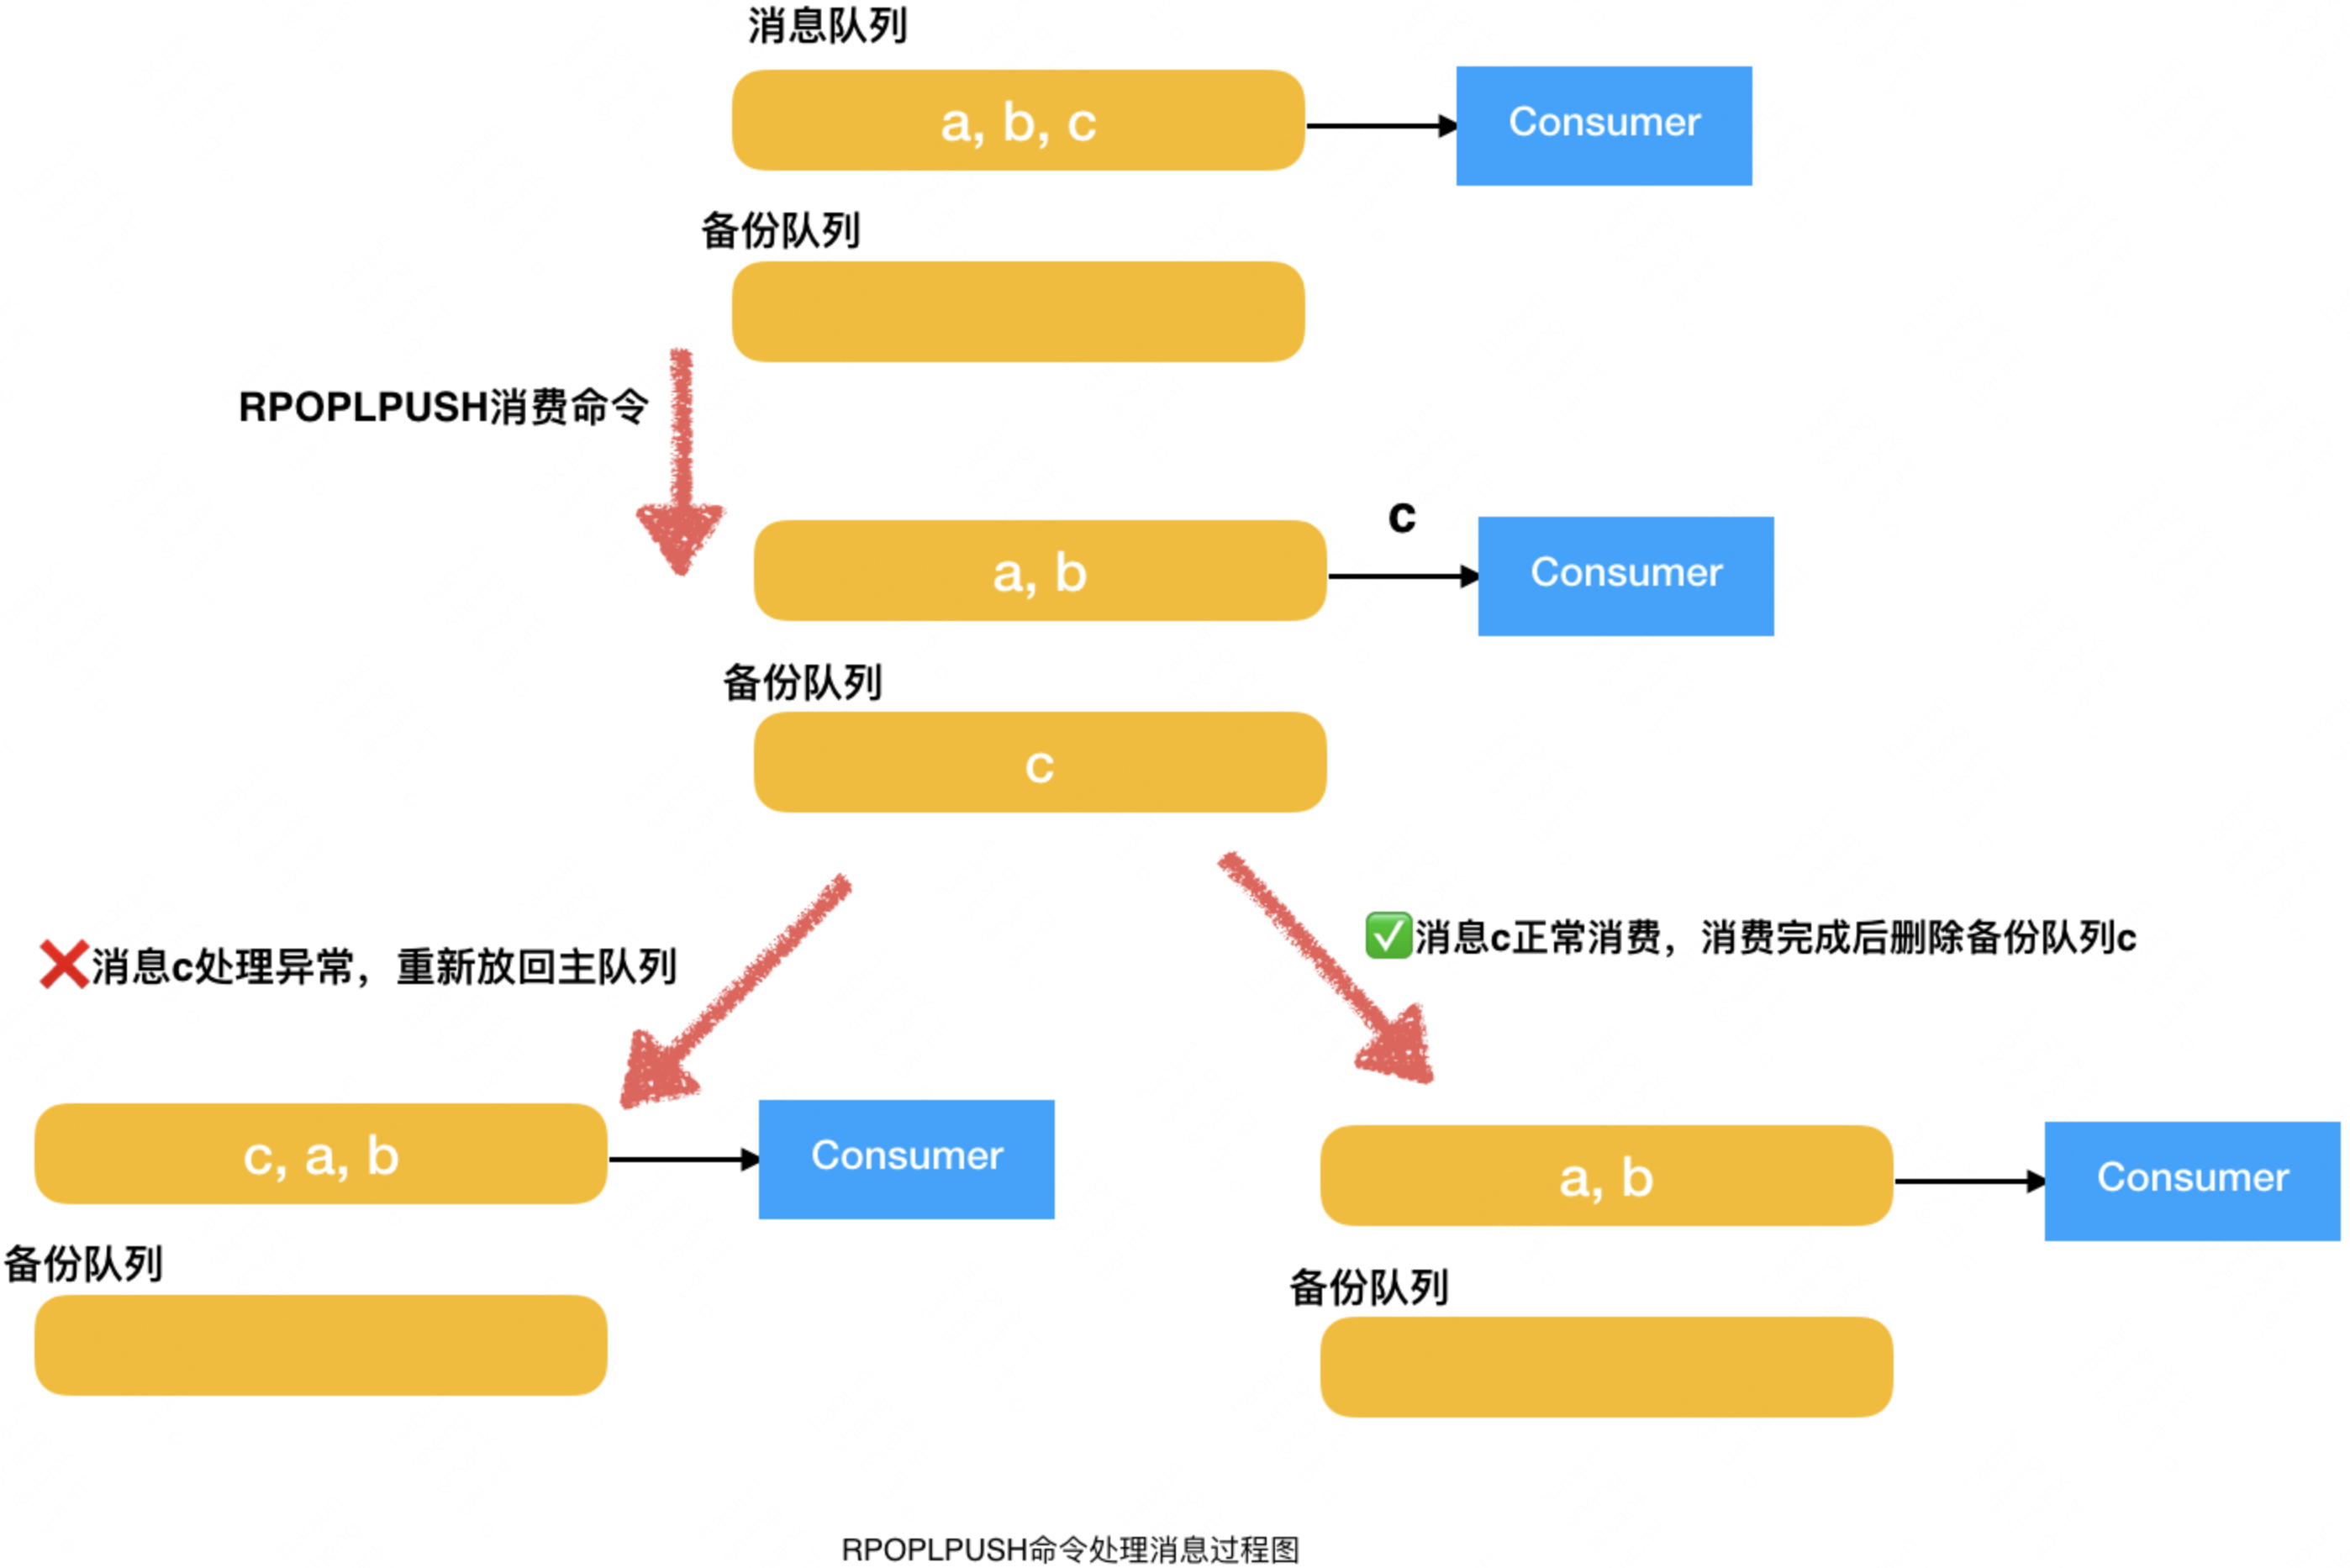 消息队列
a, b, c
Consumer
备份队列
RPOPLPUSH消费命令
c
a, b
Consumer
备份队列
c
❌消息c处理异常，重新放回主队列
✅消息c正常消费，消费完成后删除备份队列c
c, a, b
Consumer
a, b
Consumer
备份队列
备份队列
RPOPLPUSH命令处理消息过程图